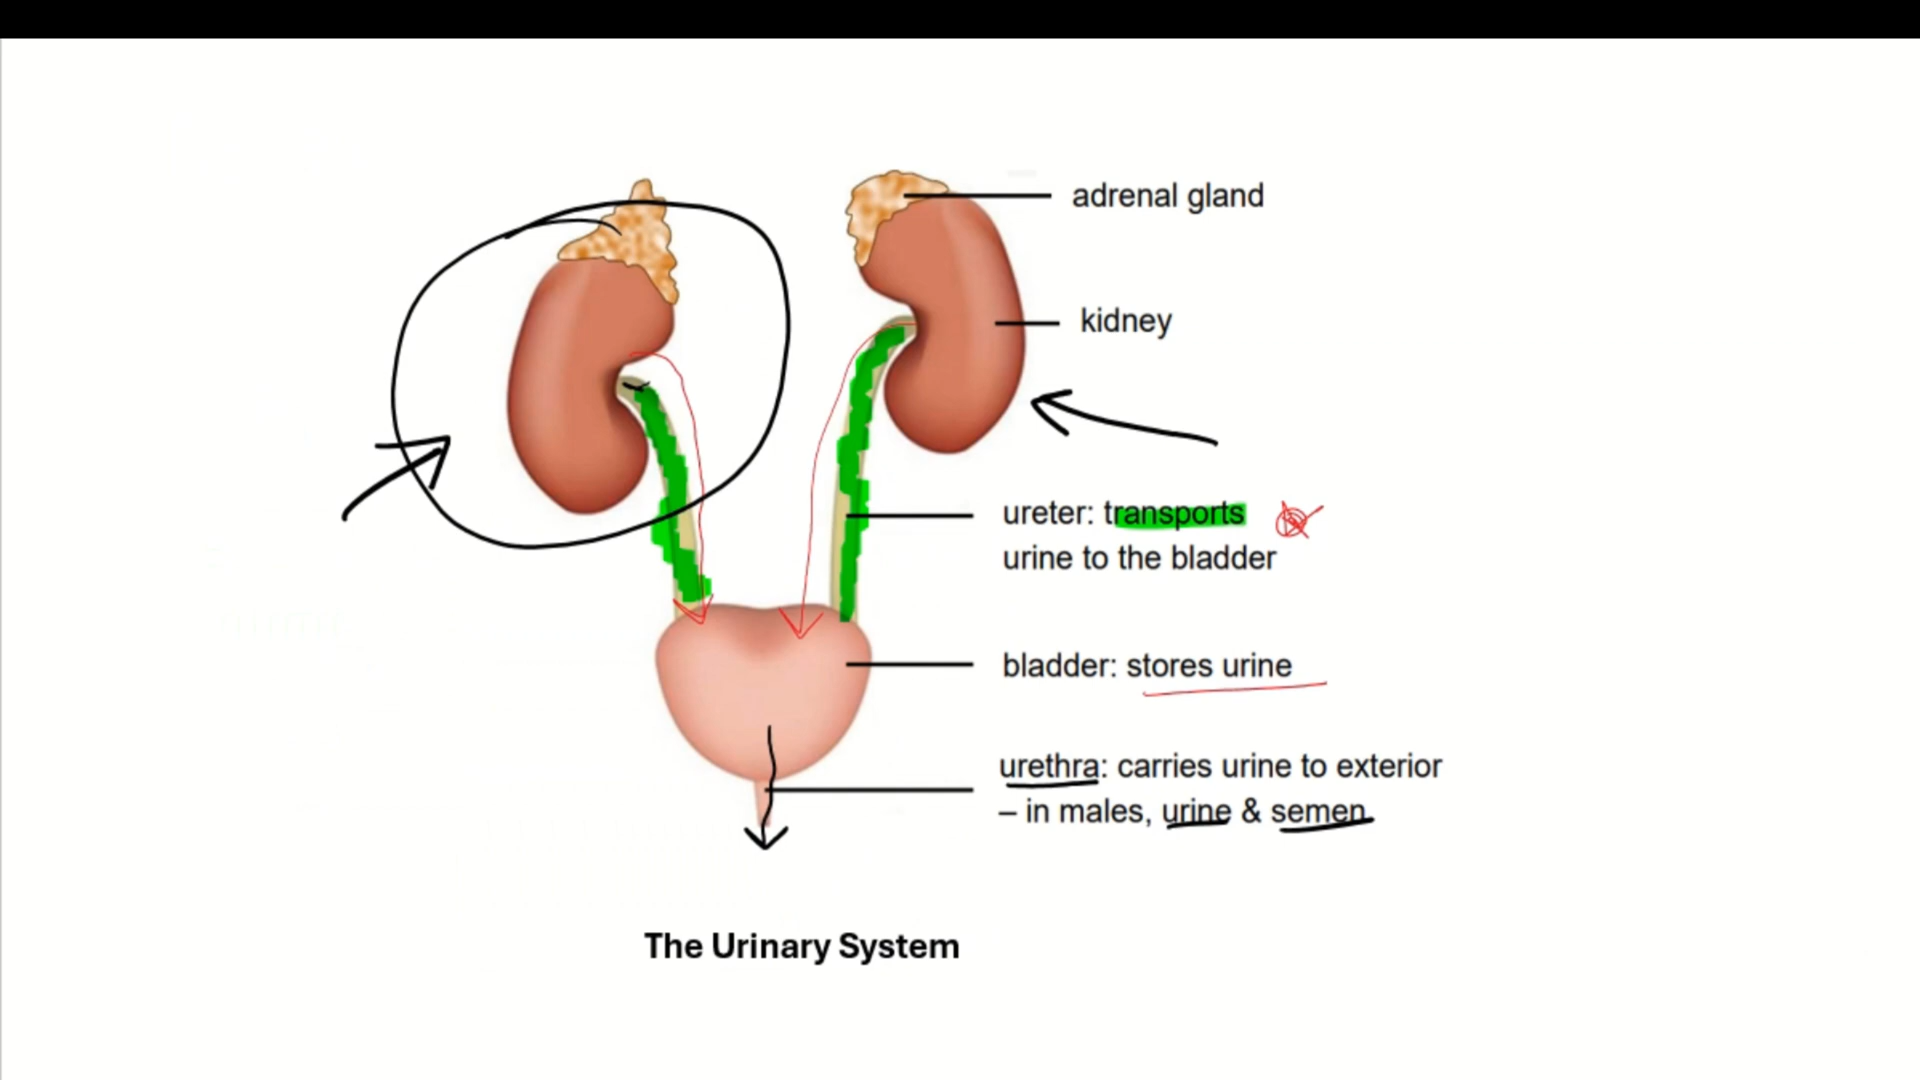 adrenal gland
kidney
ureter: transports
urine to the bladder
bladder: stores urine
urethra: carries urine to exterior
– in males, urine & semen
The Urinary System